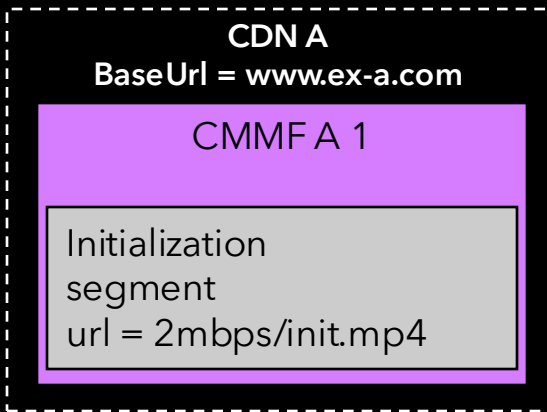 CDN A
BaseUrl = www.ex-a.com
CMMF A 1
Initialization
segment
url = 2mbps/init.mp4